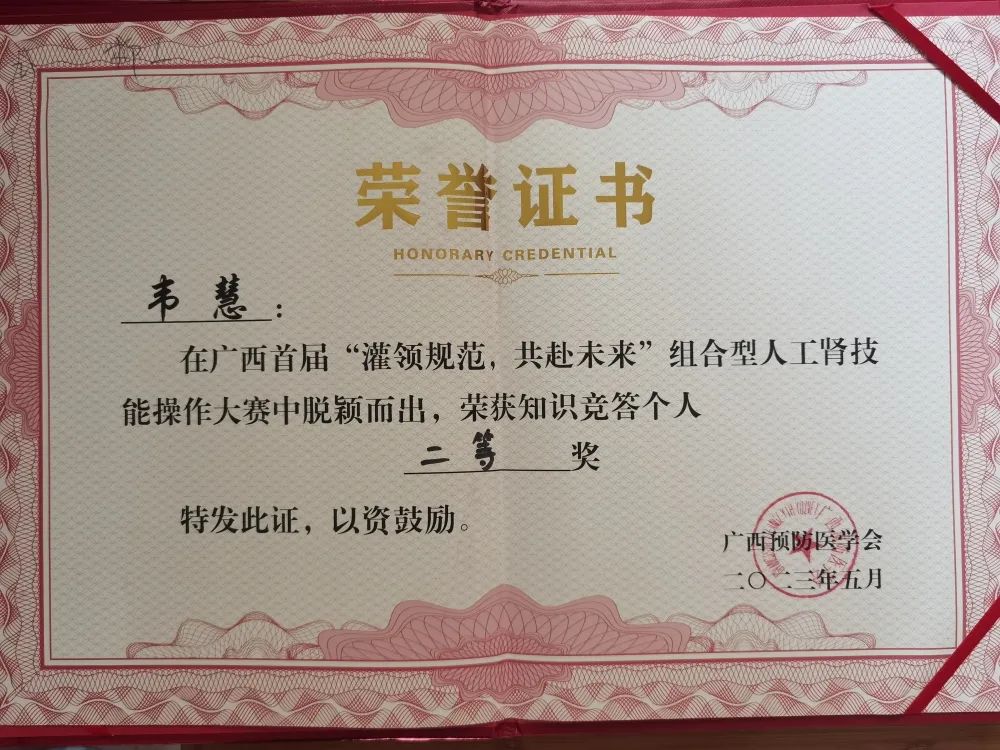 荣誉证书
HONORARY CREDENTIAL
韦慧：
在广西首届“灌领规范，共赴未来”组合型人工肾技
能操作大赛中脱颖而出，荣获知识竞答个人
二等奖
特发此证，以资鼓励。
广西预防医学会
二〇二三年五月